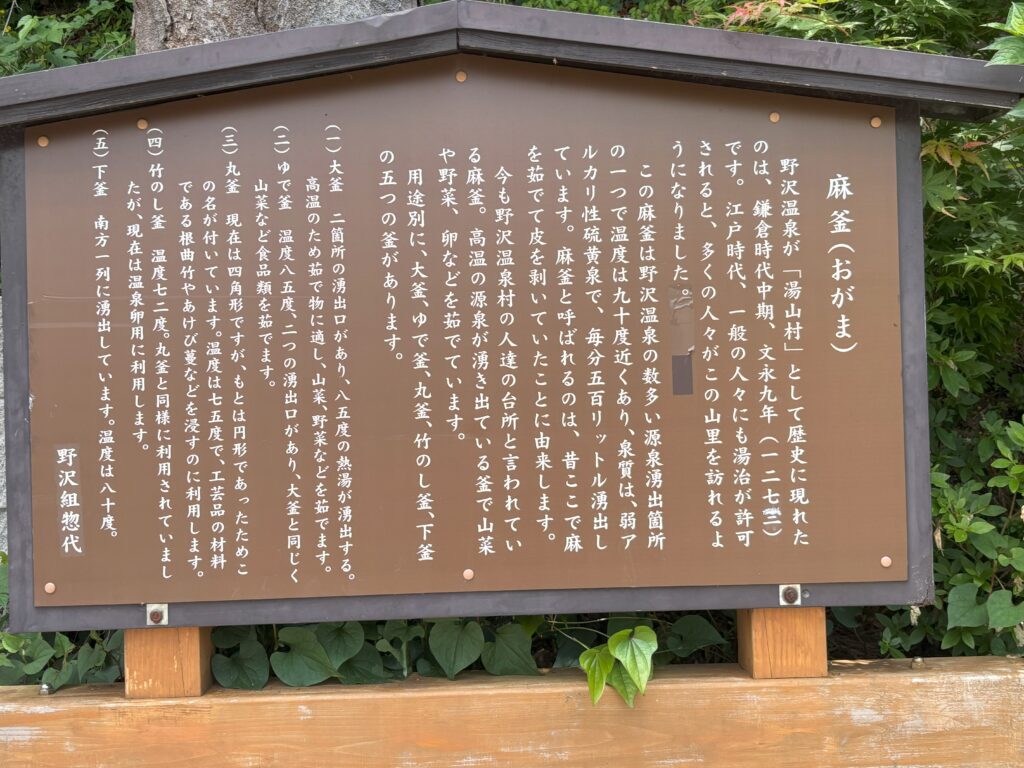 麻釜(おがま)
野沢温泉が「湯山村」として歴史に現れた
のは、鎌倉時代中期、文永九年(一二七二)
です。江戸時代、一般の人々にも湯治が許可
されると、多くの人々がこの山里を訪れるよ
うになりました
この麻釜は野沢温泉の数多い源泉湧出箇所
の一つで温度は九十度近くあり、泉質は、弱ア
ルカリ性硫黄泉で、毎分五百リットル湧出し
ています。麻釜と呼ばれるのは、昔ここで麻
を茹でて皮を剥いていたことに由来します。
今も野沢温泉村の人達の台所と言われてい
る麻釜。高温の源泉が湧き出ている釜で山菜
や野菜、卵などを茹でています。
用途別に、大釜、ゆで釜、丸釜、竹のし釜、下釜
の五つの釜があります。
(一)大釜 二箇所の湧出口があり、八五度の熱湯が湧出する。
高温のため茹で物に適し、山菜、野菜などを茹でます。
(二)ゆで釜 温度八五度、二つの湧出口があり、大釜と同じく
山菜など食品類を茹でます。
(三)丸釜 現在は四角形ですが、もとは円形であったためこ
の名が付いています。温度は七五度で、工芸品の材料
である根曲竹やあけび蔓などを浸すのに利用します。
(四)竹のし釜 温度七二度。丸釜と同様に利用されていまし
たが、現在は温泉卵用に利用します。
(五)下釜 南方一列に湧出しています。温度は八十度。
野沢組惣代